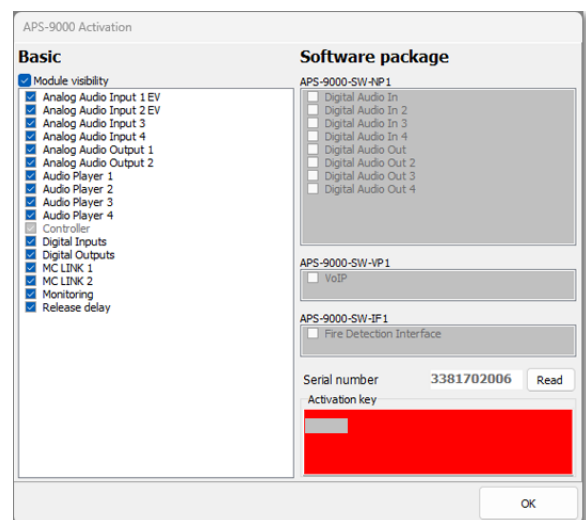 APS-9000 Activation
Basic
Module visibility
Analog Audio Input 1 EV
Analog Audio Input 2 EV
Analog Audio Input 3
Analog Audio Input 4
Analog Audio Output 1
Analog Audio Output 2
Audio Player 1
Audio Player 2
Audio Player 3
Audio Player 4
Controller
Digital Inputs
Digital Outputs
MC LINK 1
MC LINK 2
Monitoring
Release delay
Software package
APS-9000-SW-NP1
Digital Audio In
Digital Audio In 2
Digital Audio In 3
Digital Audio In 4
Digital Audio Out
Digital Audio Out 2
Digital Audio Out 3
Digital Audio Out 4
APS-9000-SW-VP1
VoIP
APS-9000-SW-IF1
Fire Detection Interface
Serial number 3381702006 Read
Activation key
OK